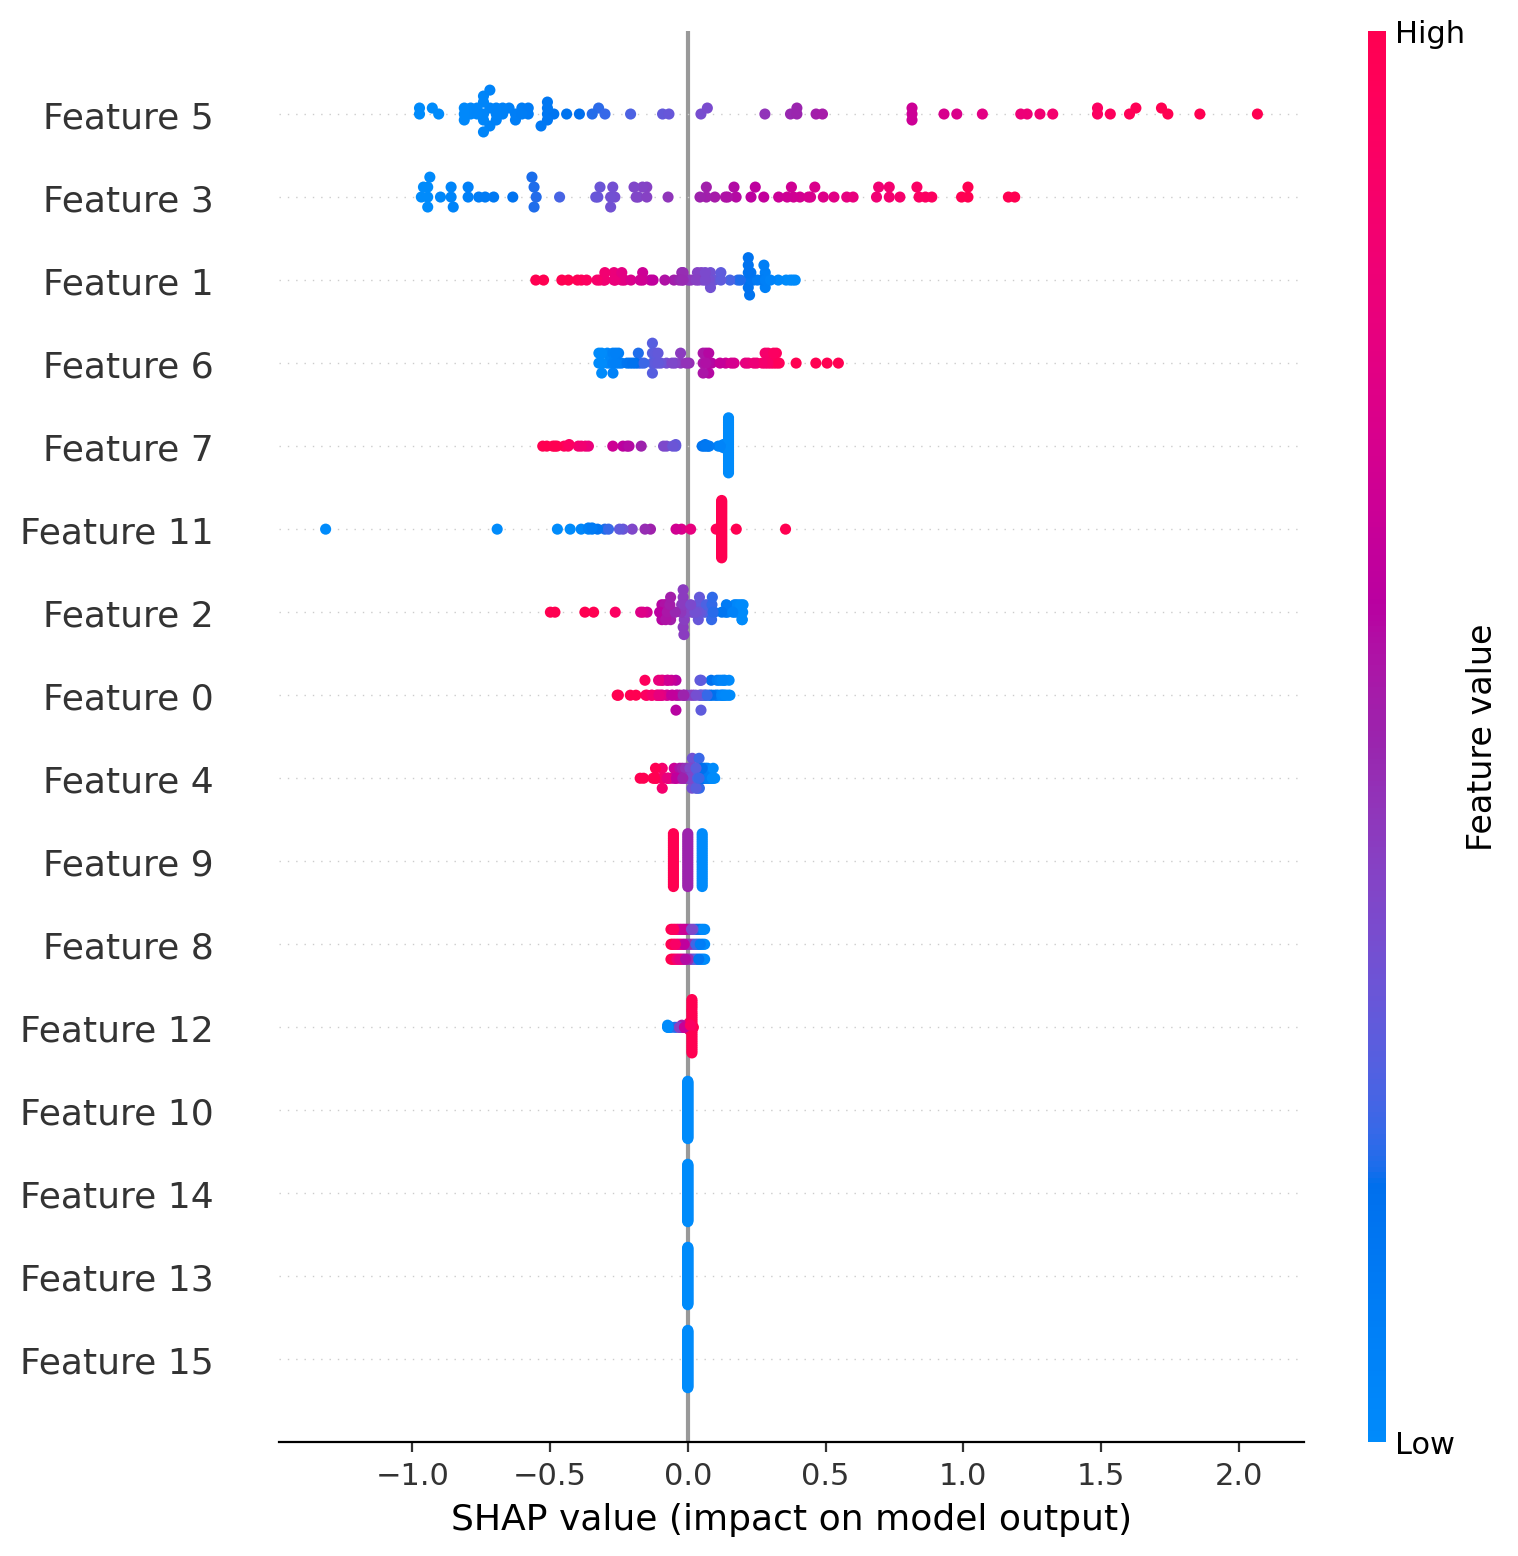 High
Feature 5
Feature 3
Feature 1
Feature 6
Feature 7
Feature 11
Feature 2
Feature 0
Feature 4
Feature 9
Feature 8
Feature 12
Feature 10
Feature 14
Feature 13
Feature 15
Feature value
Low
−1.0 −0.5 0.0 0.5 1.0 1.5 2.0
SHAP value (impact on model output)